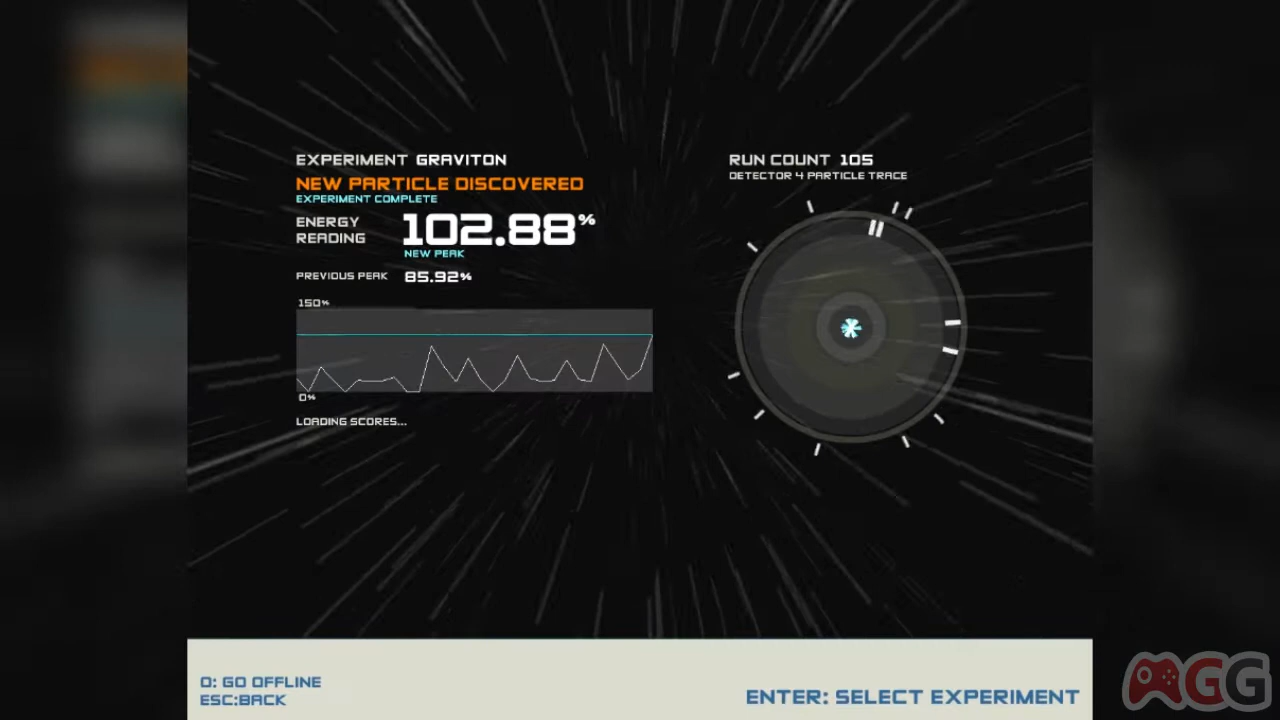 EXPERIMENT GRAVITON
NEW PARTICLE DISCOVERED
EXPERIMENT COMPLETE
ENERGY READING 102.88%
NEW PEAK
PREVIOUS PEAK 85.92%
150%
0%
LOADING SCORES...
RUN COUNT 105
DETECTOR 4 PARTICLE TRACE
O: GO OFFLINE
ESC:BACK
ENTER: SELECT EXPERIMENT
GG